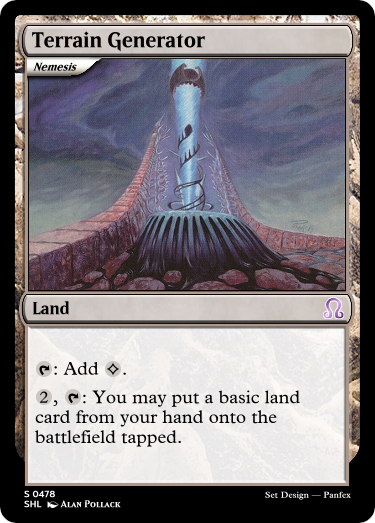 Terrain Generator
Nemesis
Land
: Add .
2, : You may put a basic land
card from your hand onto the
battlefield tapped.
S 0478
SHL Alan Pollack
Set Design — Panfex